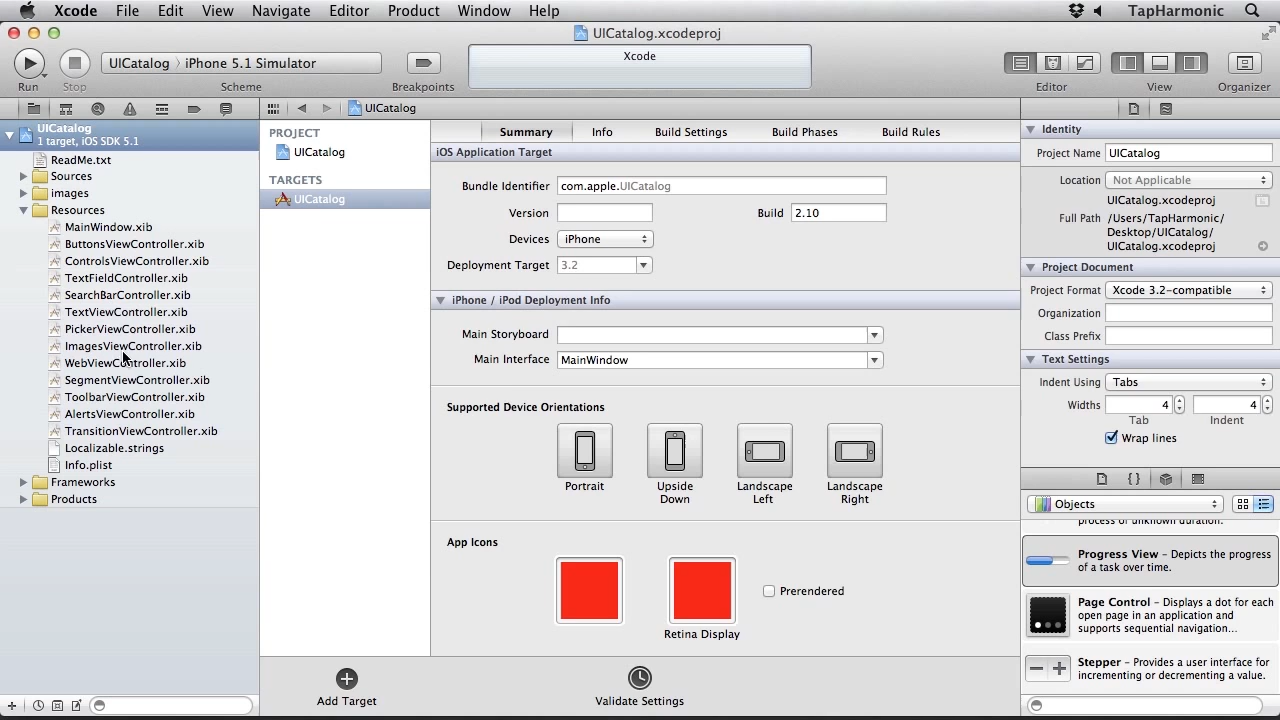 Xcode File Edit View Navigate Editor Product Window Help TapHarmonic
UICatalog.xcodeproj
UICatalog › iPhone 5.1 Simulator
Xcode
Run Stop Scheme Breakpoints Editor View Organizer
UICatalog
1 target, iOS SDK 5.1
ReadMe.txt
Sources
images
Resources
MainWindow.xib
ButtonsViewController.xib
ControlsViewController.xib
TextFieldController.xib
SearchBarController.xib
TextViewController.xib
PickerViewController.xib
ImagesViewController.xib
WebViewController.xib
SegmentViewController.xib
ToolbarViewController.xib
AlertsViewController.xib
TransitionViewController.xib
Localizable.strings
Info.plist
Frameworks
Products
UICatalog
PROJECT
UICatalog
TARGETS
UICatalog
Summary Info Build Settings Build Phases Build Rules
iOS Application Target
Bundle Identifier com.apple.UICatalog
Version Build 2.10
Devices iPhone
Deployment Target 3.2
iPhone / iPod Deployment Info
Main Storyboard
Main Interface MainWindow
Supported Device Orientations
Portrait
Upside
Down
Landscape
Left
Landscape
Right
App Icons
Prerendered
Retina Display
Add Target Validate Settings
Identity
Project Name UICatalog
Location Not Applicable
UICatalog.xcodeproj
Full Path /Users/TapHarmonic/
Desktop/UICatalog/
UICatalog.xcodeproj
Project Document
Project Format Xcode 3.2-compatible
Organization
Class Prefix
Text Settings
Indent Using Tabs
Widths 4 4
Tab Indent
Wrap lines
Objects
process of unknown duration.
Progress View – Depicts the progress
of a task over time.
Page Control – Displays a dot for each
open page in an application and
supports sequential navigation...
Stepper – Provides a user interface for
incrementing or decrementing a value.